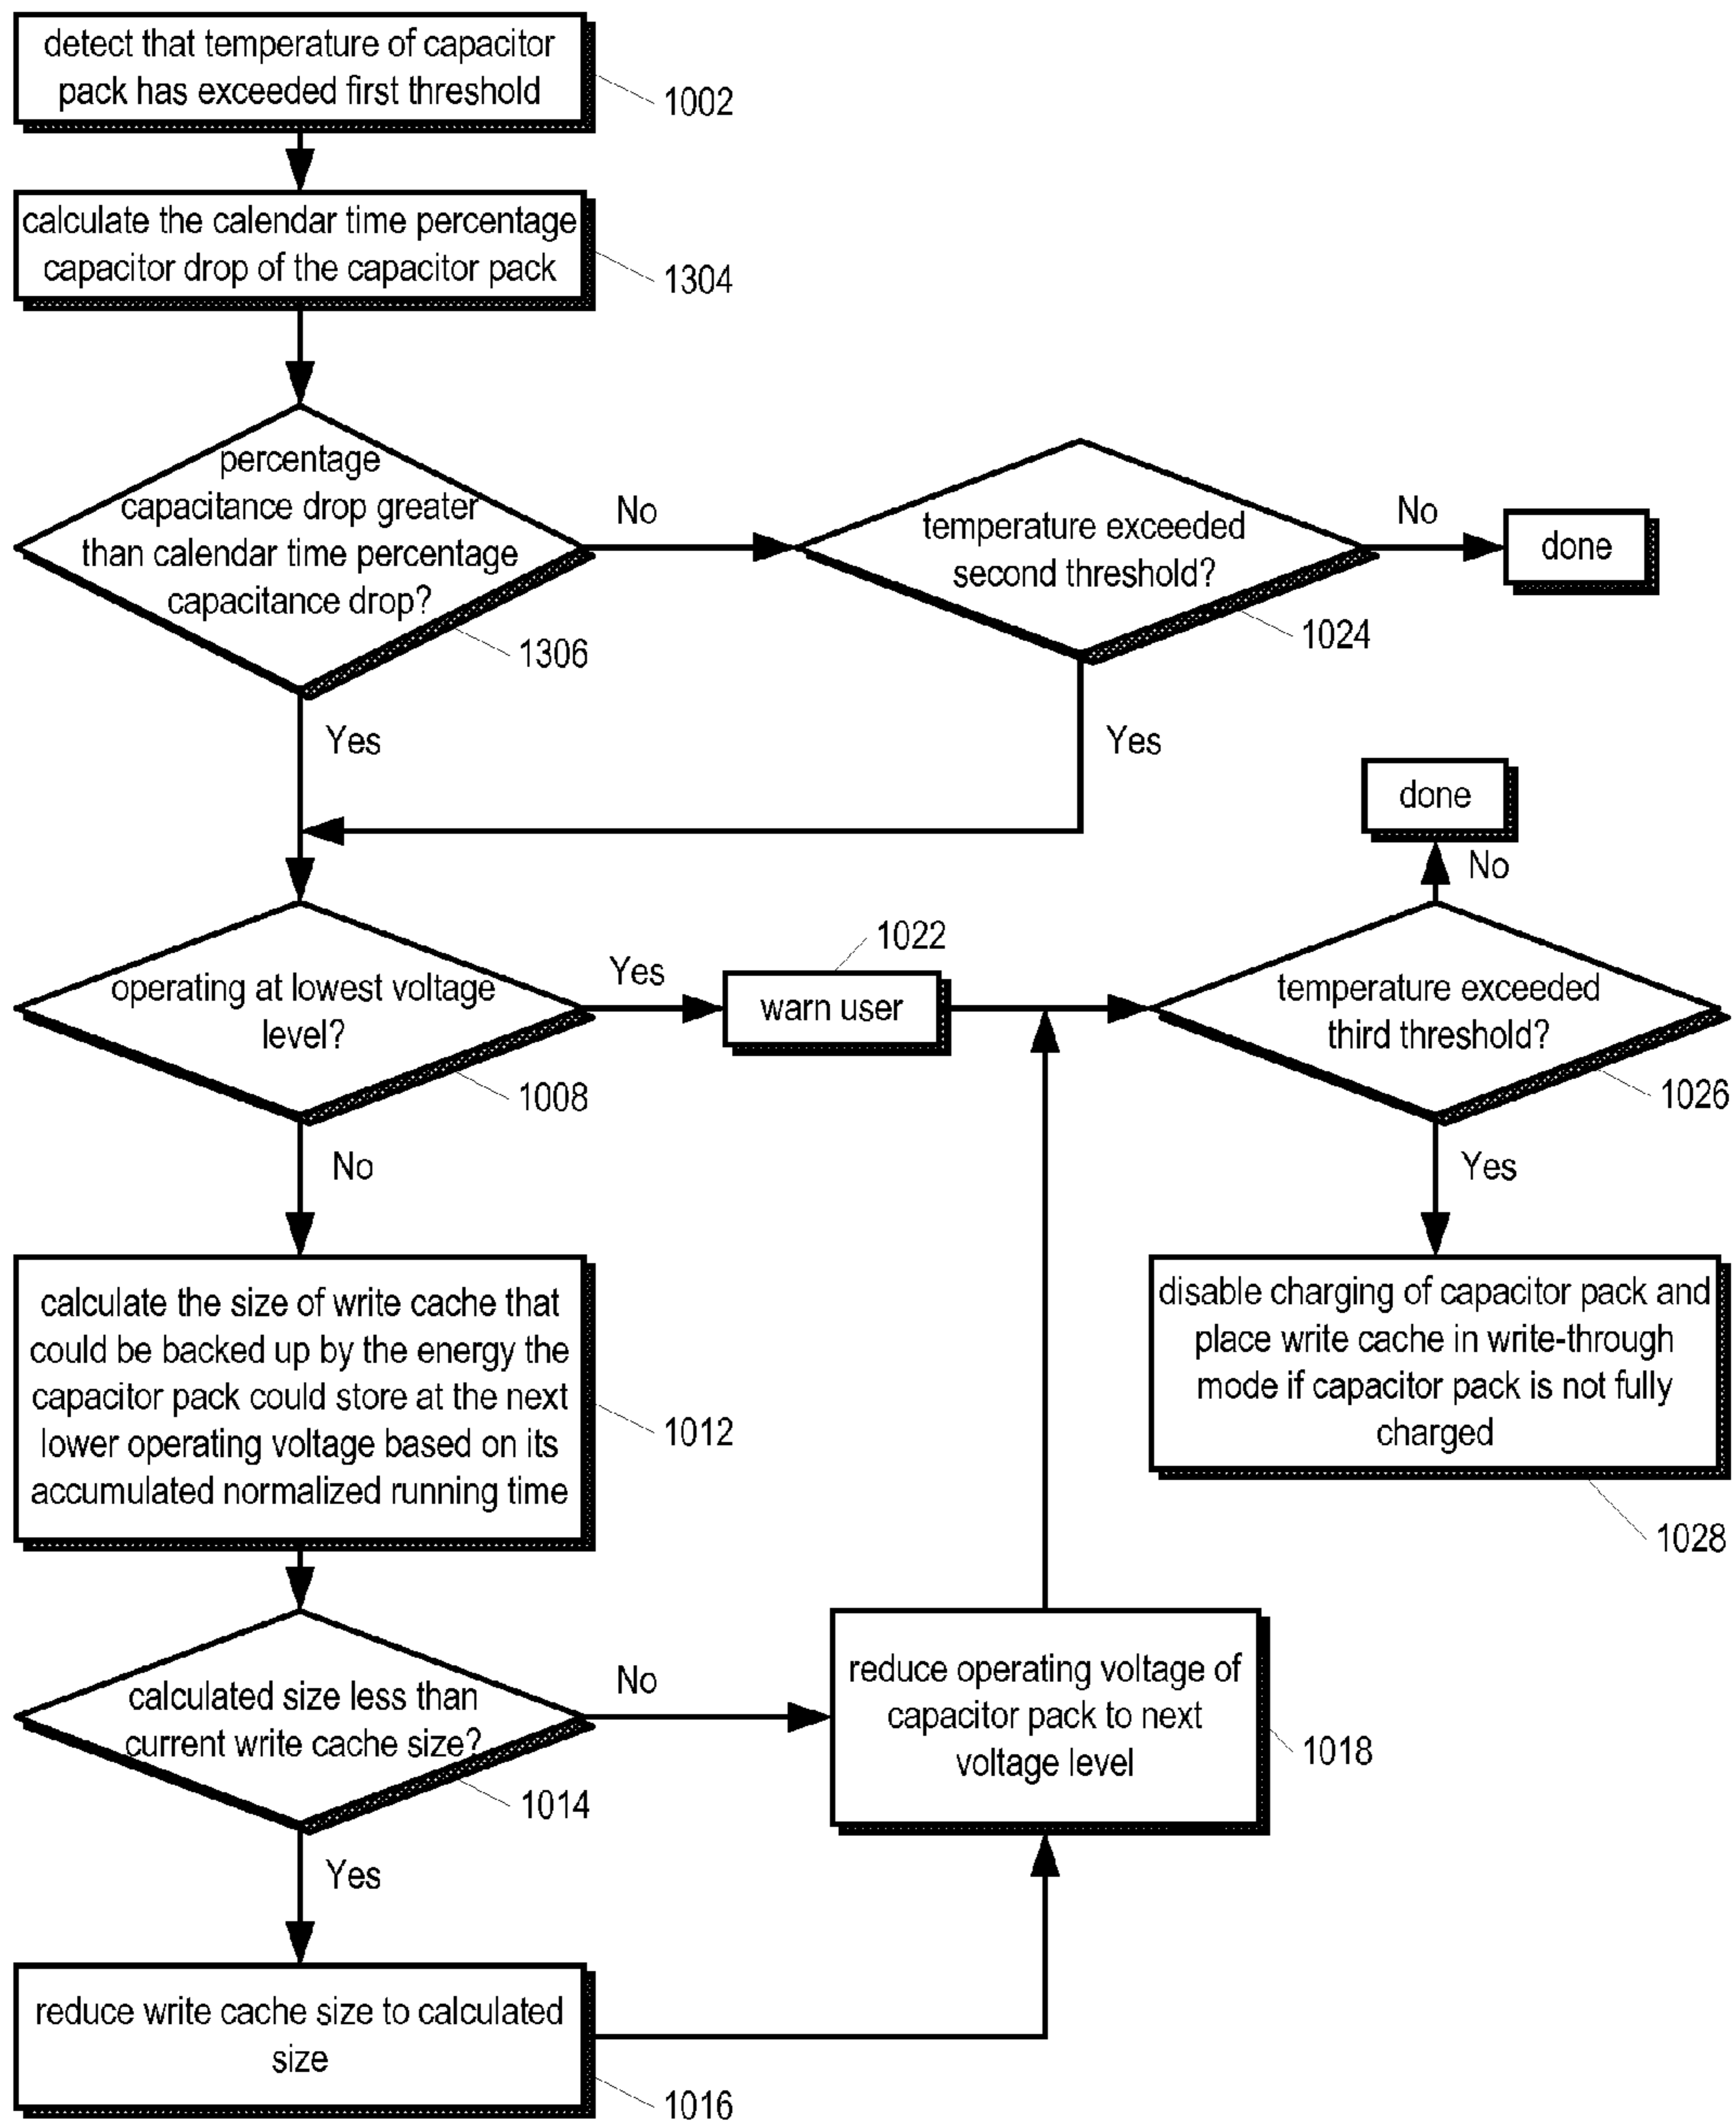 detect that temperature of capacitor
pack has exceeded first threshold
1002
calculate the calendar time percentage
capacitor drop of the capacitor pack
1304
percentage
capacitance drop greater
than calendar time percentage
capacitance drop?
1306
No
temperature exceeded
second threshold?
1024
No
done
Yes
Yes
done
No
operating at lowest voltage
level?
1008
Yes
1022
warn user
temperature exceeded
third threshold?
1026
No
Yes
calculate the size of write cache that
could be backed up by the energy the
capacitor pack could store at the next
lower operating voltage based on its
accumulated normalized running time
1012
disable charging of capacitor pack and
place write cache in write-through
mode if capacitor pack is not fully
charged
1028
calculated size less than
current write cache size?
1014
No
reduce operating voltage of
capacitor pack to next
voltage level
1018
Yes
reduce write cache size to calculated
size
1016